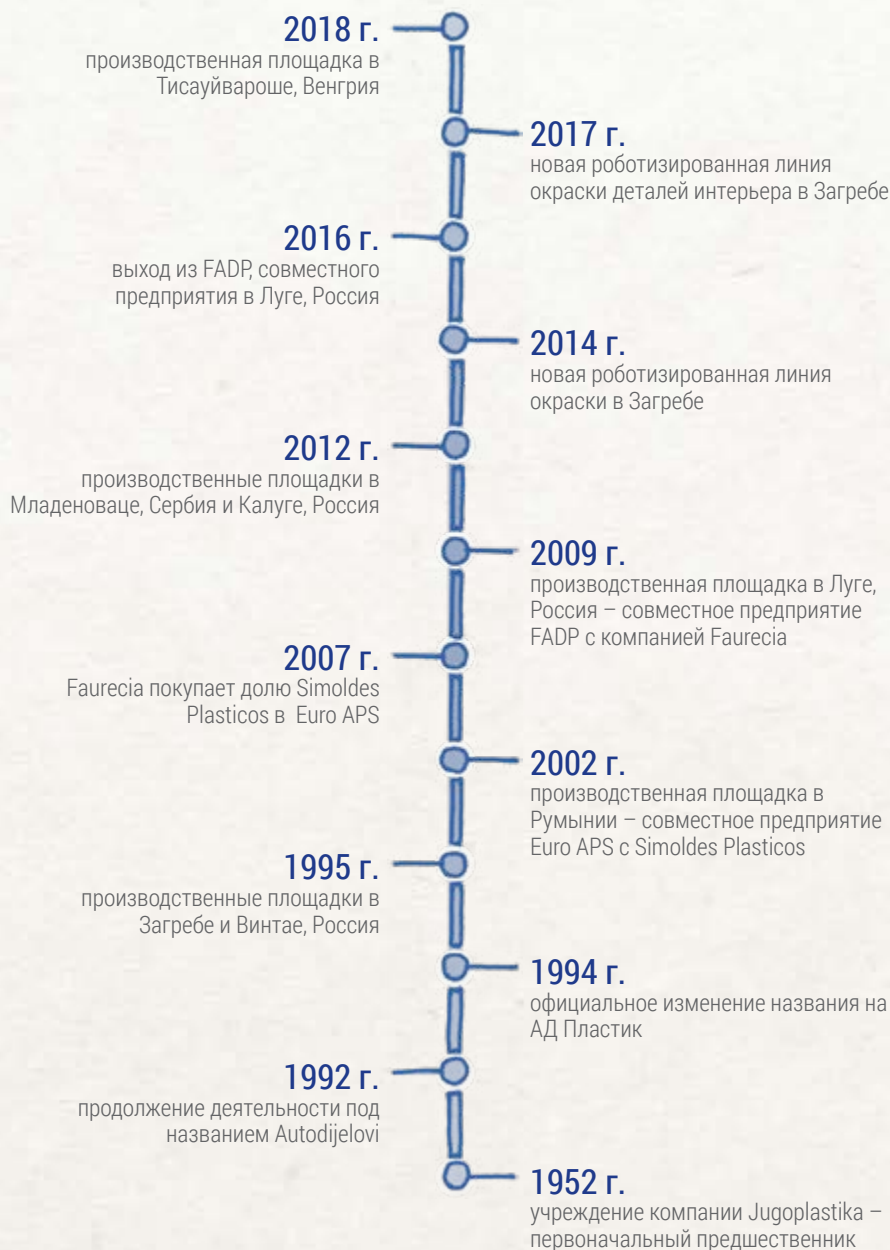 2018 г.
производственная площадка в
Тисауйвароше, Венгрия
2017 г.
новая роботизированная линия
окраски деталей интерьера в Загребе
2016 г.
выход из FADP, совместного
предприятия в Луге, Россия
2014 г.
новая роботизированная линия
окраски в Загребе
2012 г.
производственные площадки в
Младеноваце, Сербия и Калуге, Россия
2009 г.
производственная площадка в Луге,
Россия – совместное предприятие
FADP с компанией Faurecia
2007 г.
Faurecia покупает долю Simoldes
Plasticos в Euro APS
2002 г.
производственная площадка в
Румынии – совместное предприятие
Euro APS с Simoldes Plasticos
1995 г.
производственные площадки в
Загребе и Винтае, Россия
1994 г.
официальное изменение названия на
АД Пластик
1992 г.
продолжение деятельности под
названием Autodijelovi
1952 г.
учреждение компании Jugoplastika –
первоначальный предшественник